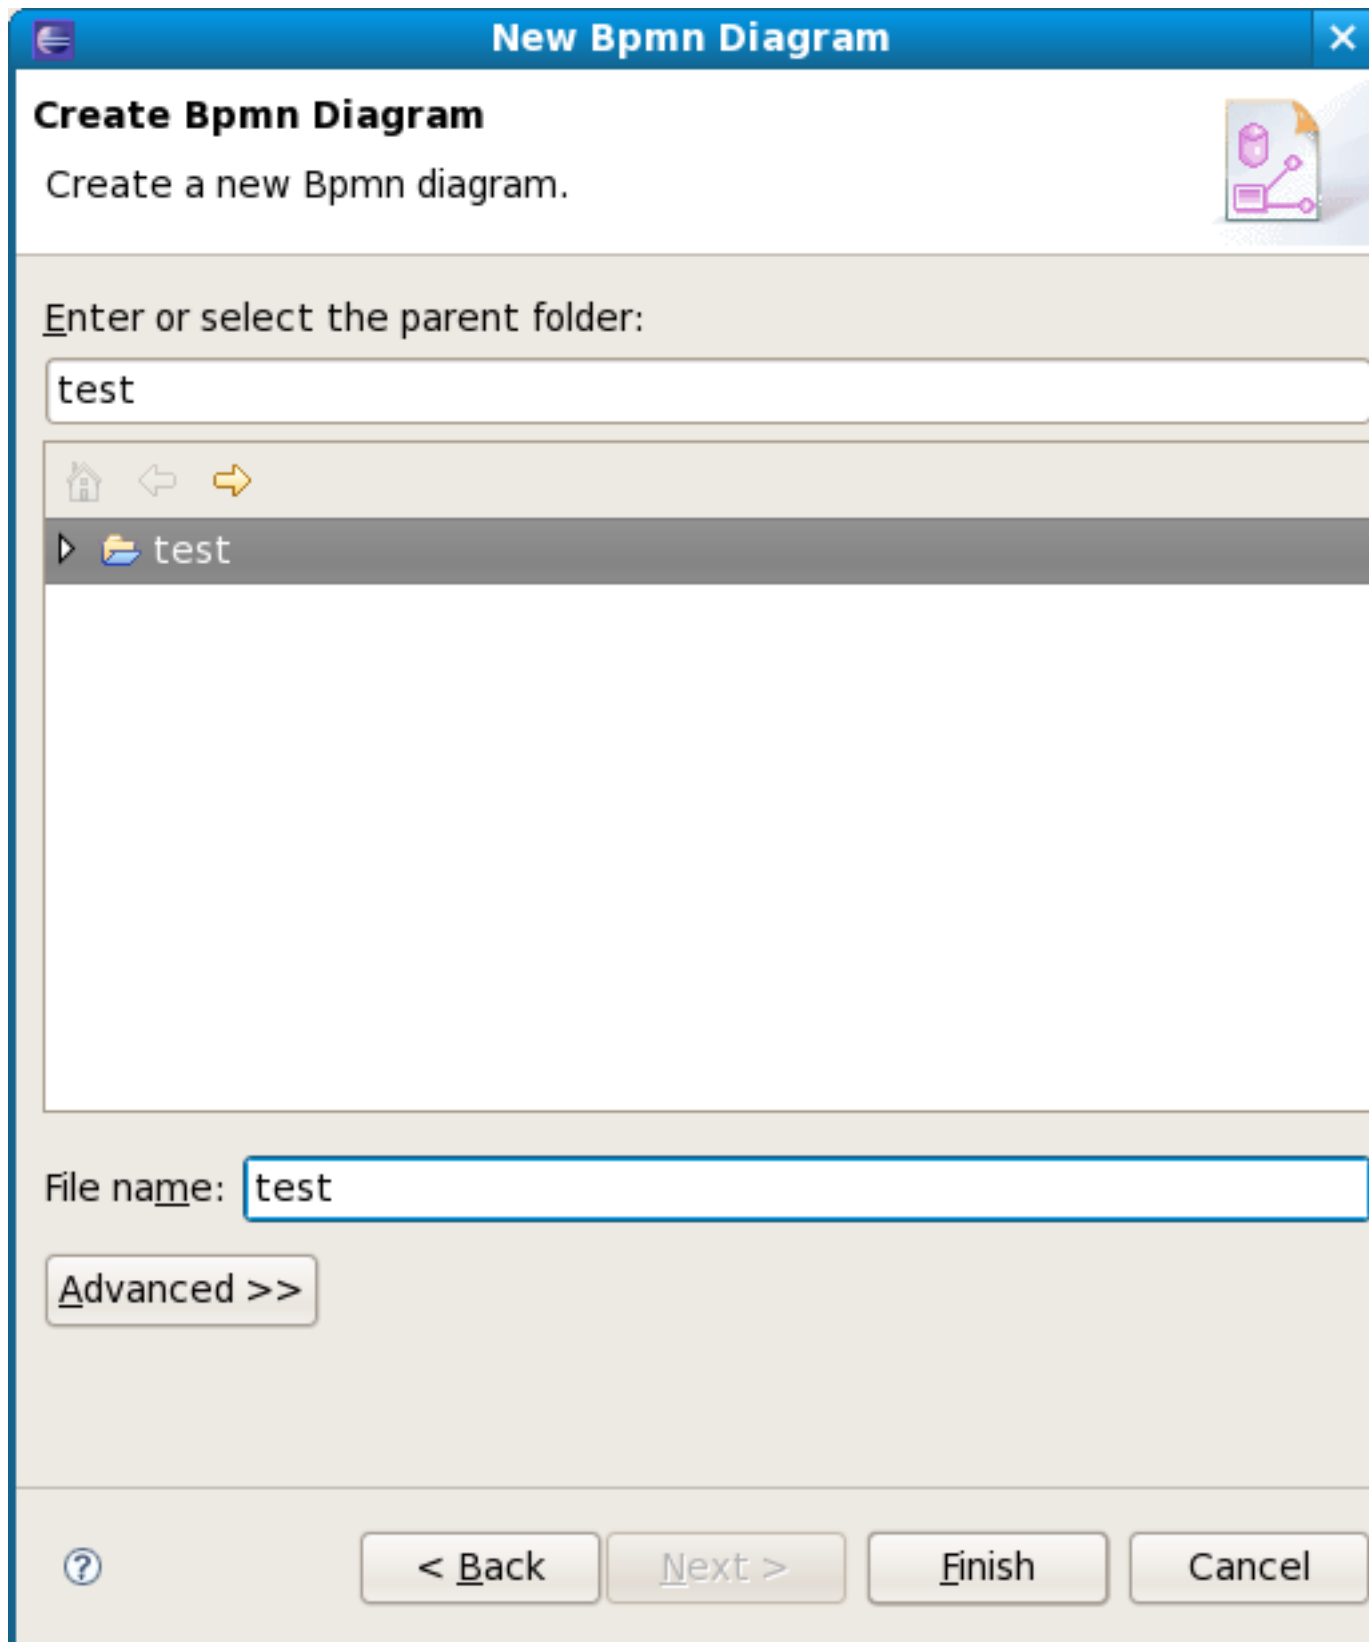 New Bpmn Diagram
Create Bpmn Diagram
Create a new Bpmn diagram.
Enter or select the parent folder:
test
test
File name: test
Advanced >>
< Back Next > Finish Cancel